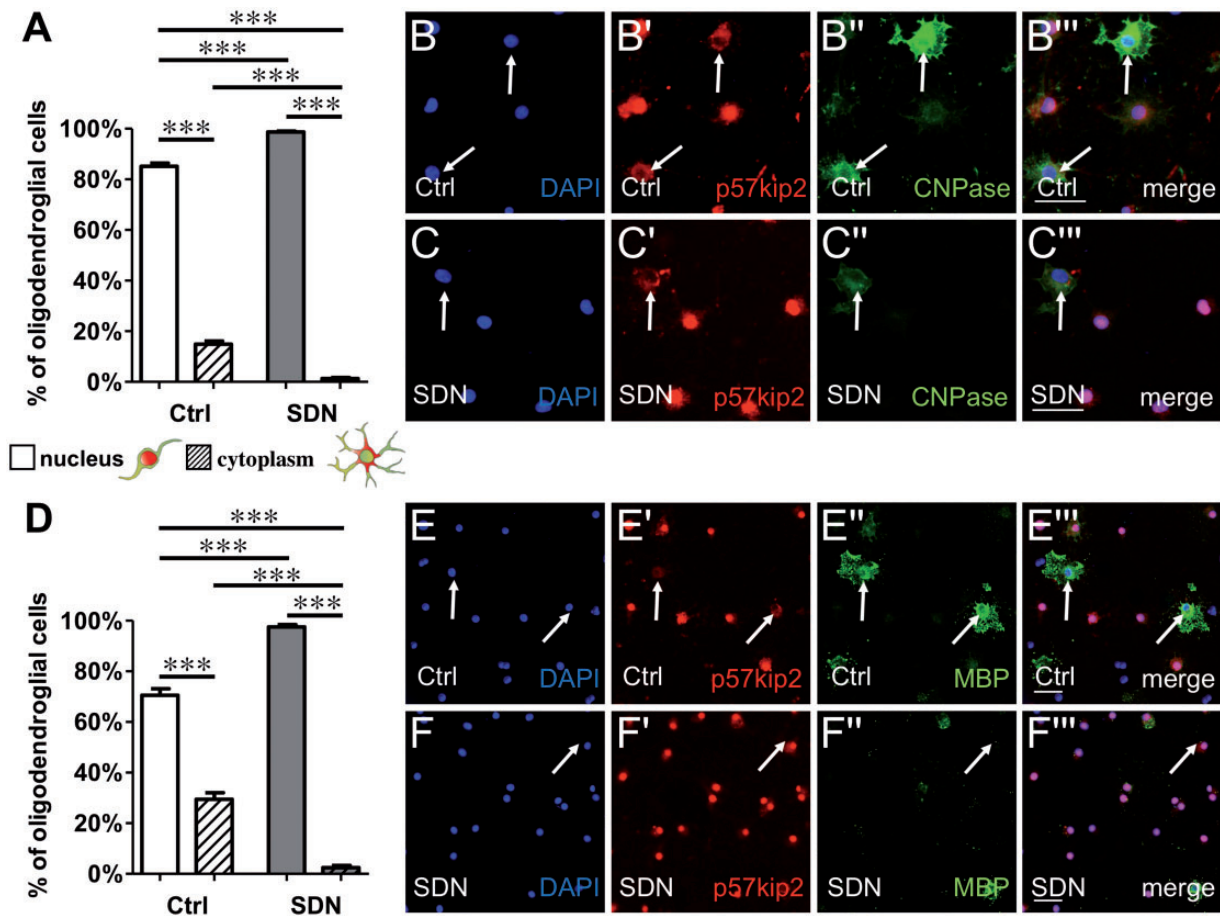 A
***
***
***
***
***
% of oligodendroglial cells
100%
80%
60%
40%
20%
0%
Ctrl SDN
nucleus cytoplasm
B B' B'' B'''
Ctrl DAPI Ctrl p57kip2 Ctrl CNPase Ctrl merge
C C' C'' C'''
SDN DAPI SDN p57kip2 SDN CNPase SDN merge
D
***
***
***
***
***
% of oligodendroglial cells
100%
80%
60%
40%
20%
0%
Ctrl SDN
E E' E'' E'''
Ctrl DAPI Ctrl p57kip2 Ctrl MBP Ctrl merge
F F' F'' F'''
SDN DAPI SDN p57kip2 SDN MBP SDN merge